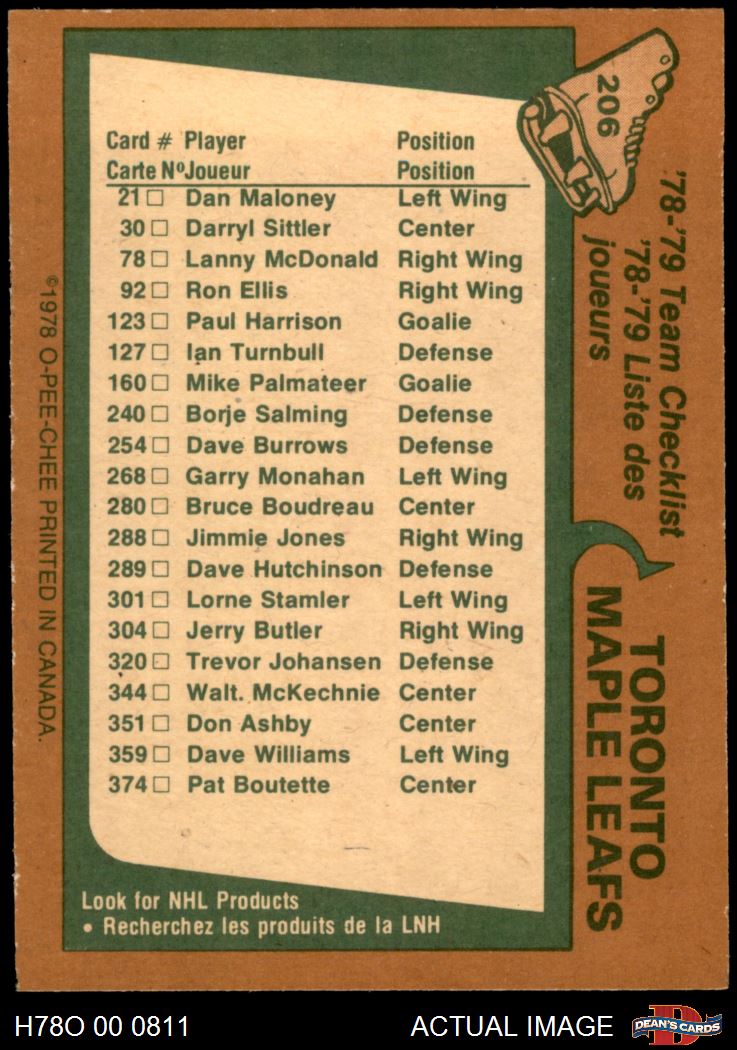 206
'78-'79 Team Checklist
'78-'79 Liste des
joueurs
TORONTO
MAPLE LEAFS
Card # Player Position
Carte Nº Joueur Position
21 □ Dan Maloney Left Wing
30 □ Darryl Sittler Center
78 □ Lanny McDonald Right Wing
92 □ Ron Ellis Right Wing
123 □ Paul Harrison Goalie
127 □ Ian Turnbull Defense
160 □ Mike Palmateer Goalie
240 □ Borje Salming Defense
254 □ Dave Burrows Defense
268 □ Garry Monahan Left Wing
280 □ Bruce Boudreau Center
288 □ Jimmie Jones Right Wing
289 □ Dave Hutchinson Defense
301 □ Lorne Stamler Left Wing
304 □ Jerry Butler Right Wing
320 □ Trevor Johansen Defense
344 □ Walt. McKechnie Center
351 □ Don Ashby Center
359 □ Dave Williams Left Wing
374 □ Pat Boutette Center
Look for NHL Products
• Recherchez les produits de la LNH
©1978 O-PEE-CHEE PRINTED IN CANADA.
H78O 00 0811
ACTUAL IMAGE
D
DEAN'S CARDS